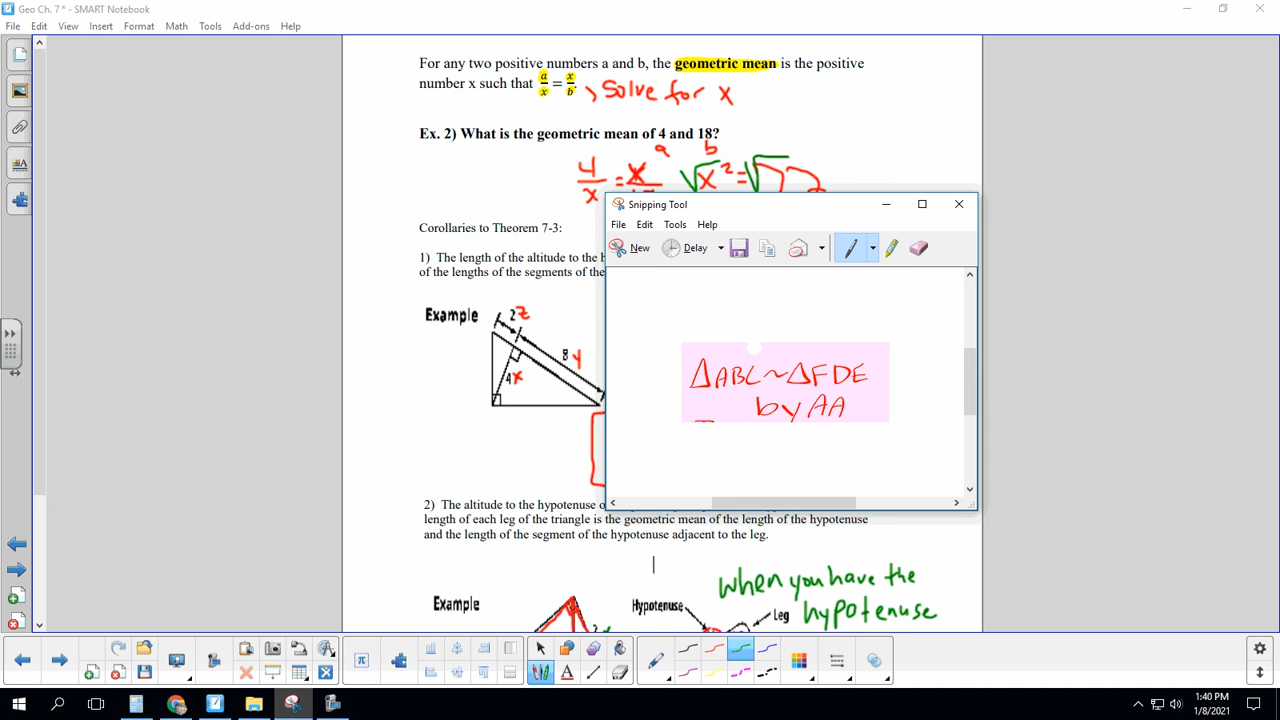 Geo Ch. 7 * - SMART Notebook
File Edit View Insert Format Math Tools Add-ons Help
For any two positive numbers a and b, the geometric mean is the positive
number x such that a/x = x/b. Solve for x
Ex. 2) What is the geometric mean of 4 and 18?
a b
4/x = x √x² = √
Corollaries to Theorem 7-3:
1) The length of the altitude to the
of the lengths of the segments of the
Example
2 z
8 y
4 x
Snipping Tool
File Edit Tools Help
New Delay
ΔABC~ΔFDE
by AA
2) The altitude to the hypotenuse
length of each leg of the triangle is the geometric mean of the length of the hypotenuse
and the length of the segment of the hypotenuse adjacent to the leg.
when you have the
hypotenuse
Example
Hypotenuse
Leg
1:40 PM
1/8/2021